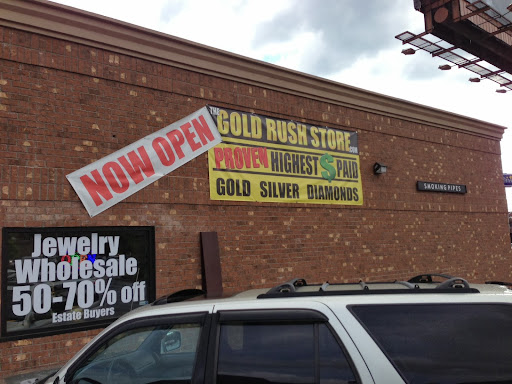 NOW OPEN
THE
GOLD RUSH STORE.COM
PROVEN HIGHEST $ PAID
GOLD SILVER DIAMONDS
SMOKING PIPES
Jewelry
Wholesale
50-70% off
Estate Buyers